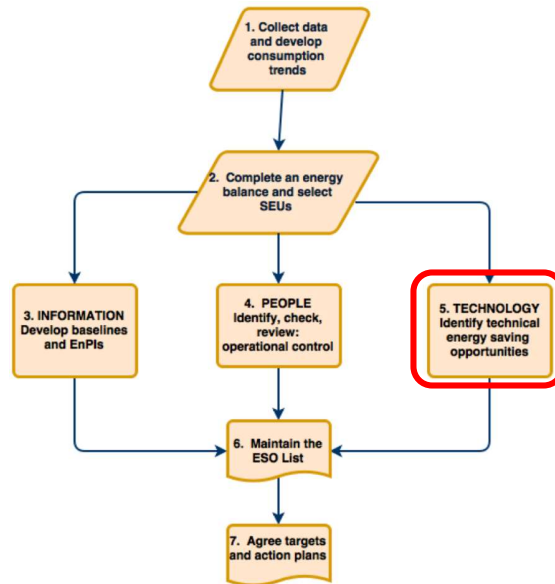 1. Collect data
and develop
consumption
trends
2. Complete an energy
balance and select
SEUs
3. INFORMATION
Develop baselines
and EnPIs
4. PEOPLE
Identify, check,
review:
operational control
5. TECHNOLOGY
Identify technical
energy saving
opportunities
6. Maintain the
ESO List
7. Agree targets
and action plans